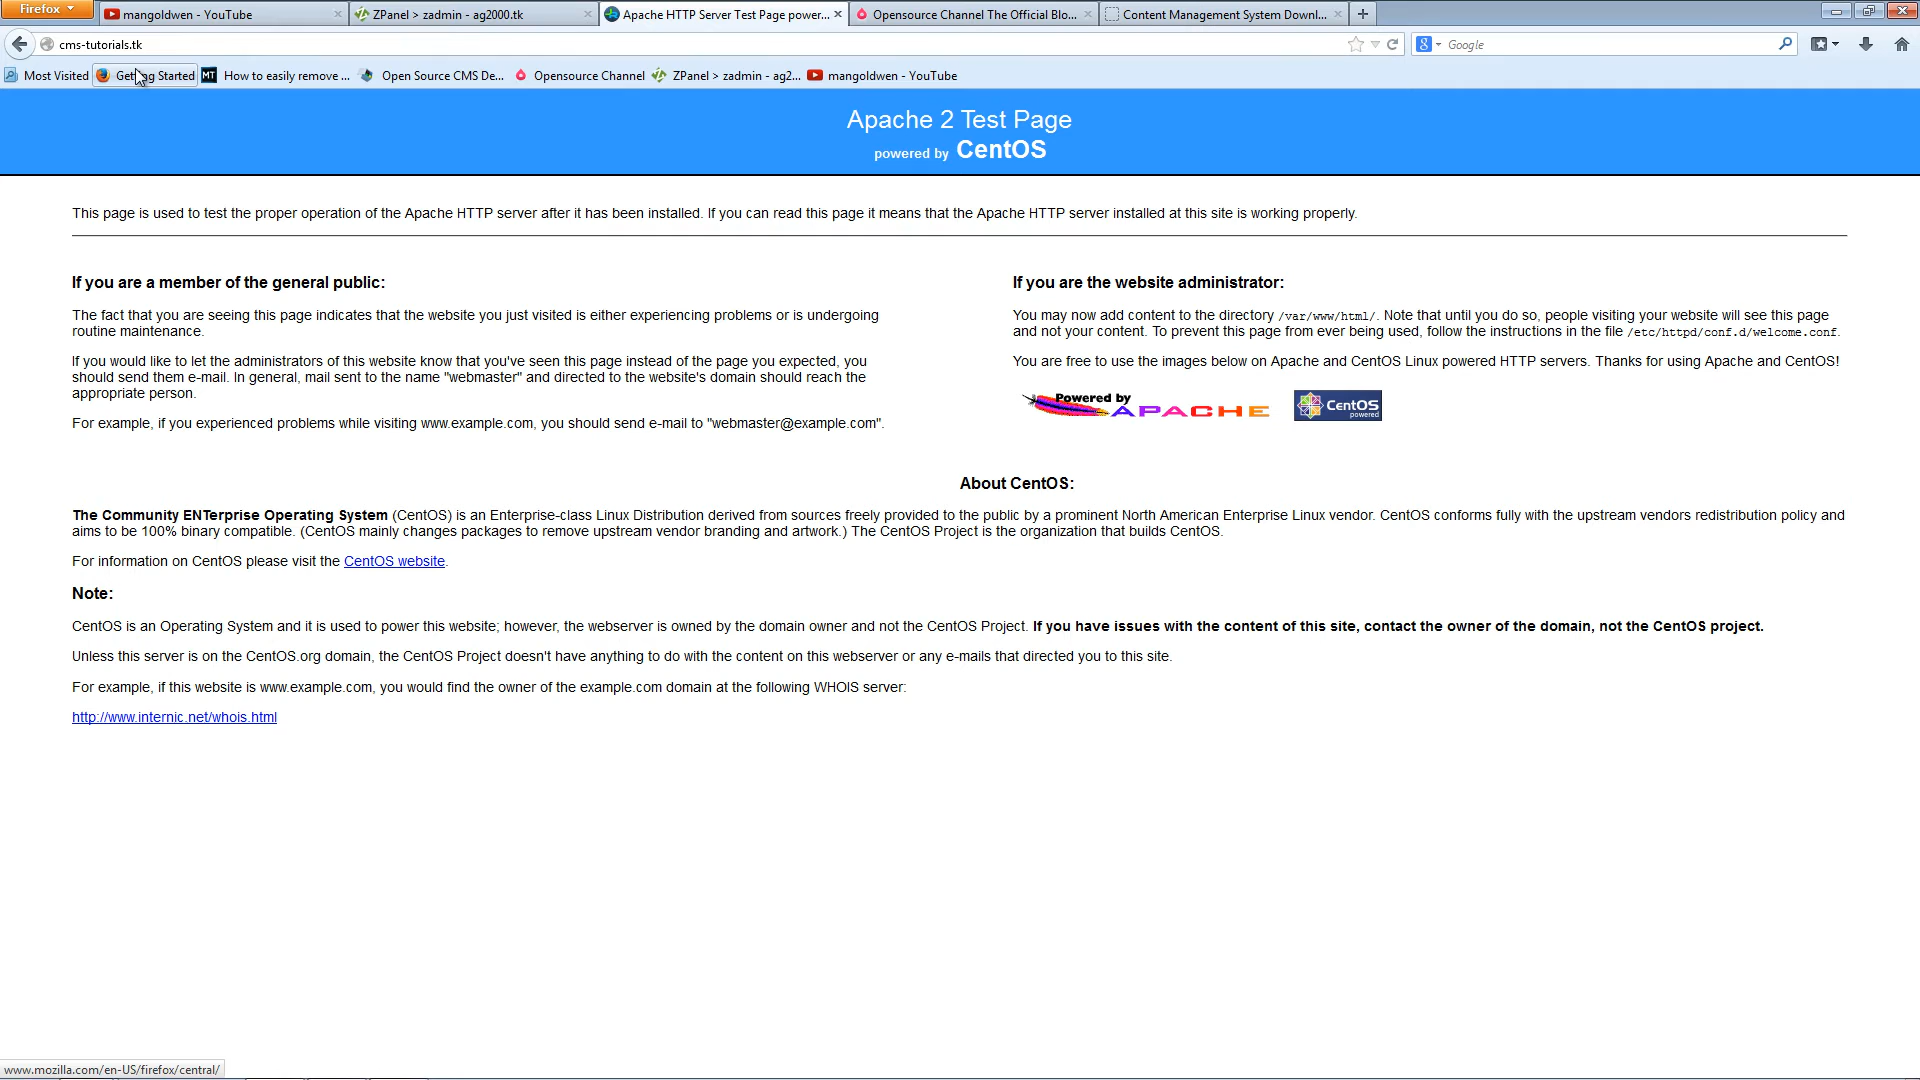 Firefox
mangoldwen - YouTube
ZPanel > zadmin - ag2000.tk
Apache HTTP Server Test Page power...
Opensource Channel The Official Blo...
Content Management System Downl...
cms-tutorials.tk
Google
Most Visited
Getting Started
How to easily remove ...
Open Source CMS De...
Opensource Channel
ZPanel > zadmin - ag2...
mangoldwen - YouTube
Apache 2 Test Page
powered by CentOS
This page is used to test the proper operation of the Apache HTTP server after it has been installed. If you can read this page it means that the Apache HTTP server installed at this site is working properly.
If you are a member of the general public:
The fact that you are seeing this page indicates that the website you just visited is either experiencing problems or is undergoing
routine maintenance.
If you would like to let the administrators of this website know that you've seen this page instead of the page you expected, you
should send them e-mail. In general, mail sent to the name "webmaster" and directed to the website's domain should reach the
appropriate person.
For example, if you experienced problems while visiting www.example.com, you should send e-mail to "webmaster@example.com".
If you are the website administrator:
You may now add content to the directory /var/www/html/. Note that until you do so, people visiting your website will see this page
and not your content. To prevent this page from ever being used, follow the instructions in the file /etc/httpd/conf.d/welcome.conf.
You are free to use the images below on Apache and CentOS Linux powered HTTP servers. Thanks for using Apache and CentOS!
Powered by
APACHE
CentOS
powered
About CentOS:
The Community ENTerprise Operating System (CentOS) is an Enterprise-class Linux Distribution derived from sources freely provided to the public by a prominent North American Enterprise Linux vendor. CentOS conforms fully with the upstream vendors redistribution policy and
aims to be 100% binary compatible. (CentOS mainly changes packages to remove upstream vendor branding and artwork.) The CentOS Project is the organization that builds CentOS.
For information on CentOS please visit the CentOS website.
Note:
CentOS is an Operating System and it is used to power this website; however, the webserver is owned by the domain owner and not the CentOS Project. If you have issues with the content of this site, contact the owner of the domain, not the CentOS project.
Unless this server is on the CentOS.org domain, the CentOS Project doesn't have anything to do with the content on this webserver or any e-mails that directed you to this site.
For example, if this website is www.example.com, you would find the owner of the example.com domain at the following WHOIS server:
http://www.internic.net/whois.html
www.mozilla.com/en-US/firefox/central/